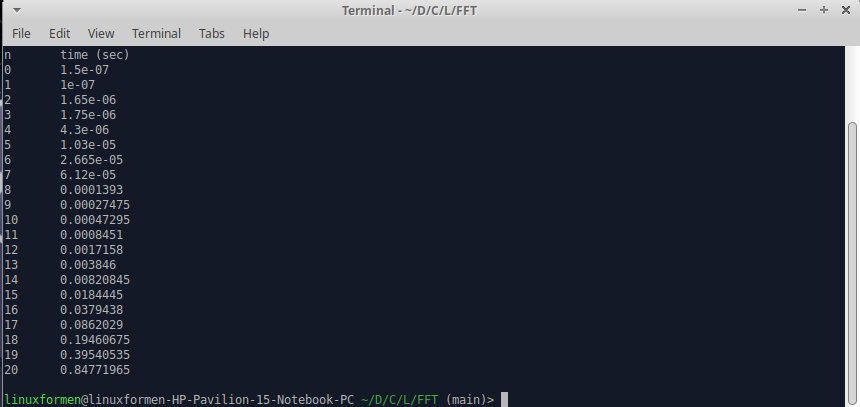 Terminal - ~/D/C/L/FFT
File Edit View Terminal Tabs Help
n time (sec)
0 1.5e-07
1 1e-07
2 1.65e-06
3 1.75e-06
4 4.3e-06
5 1.03e-05
6 2.665e-05
7 6.12e-05
8 0.0001393
9 0.00027475
10 0.00047295
11 0.0008451
12 0.0017158
13 0.003846
14 0.00820845
15 0.0184445
16 0.0379438
17 0.0862029
18 0.19460675
19 0.39540535
20 0.84771965
linuxformen@linuxformen-HP-Pavilion-15-Notebook-PC ~/D/C/L/FFT (main)>